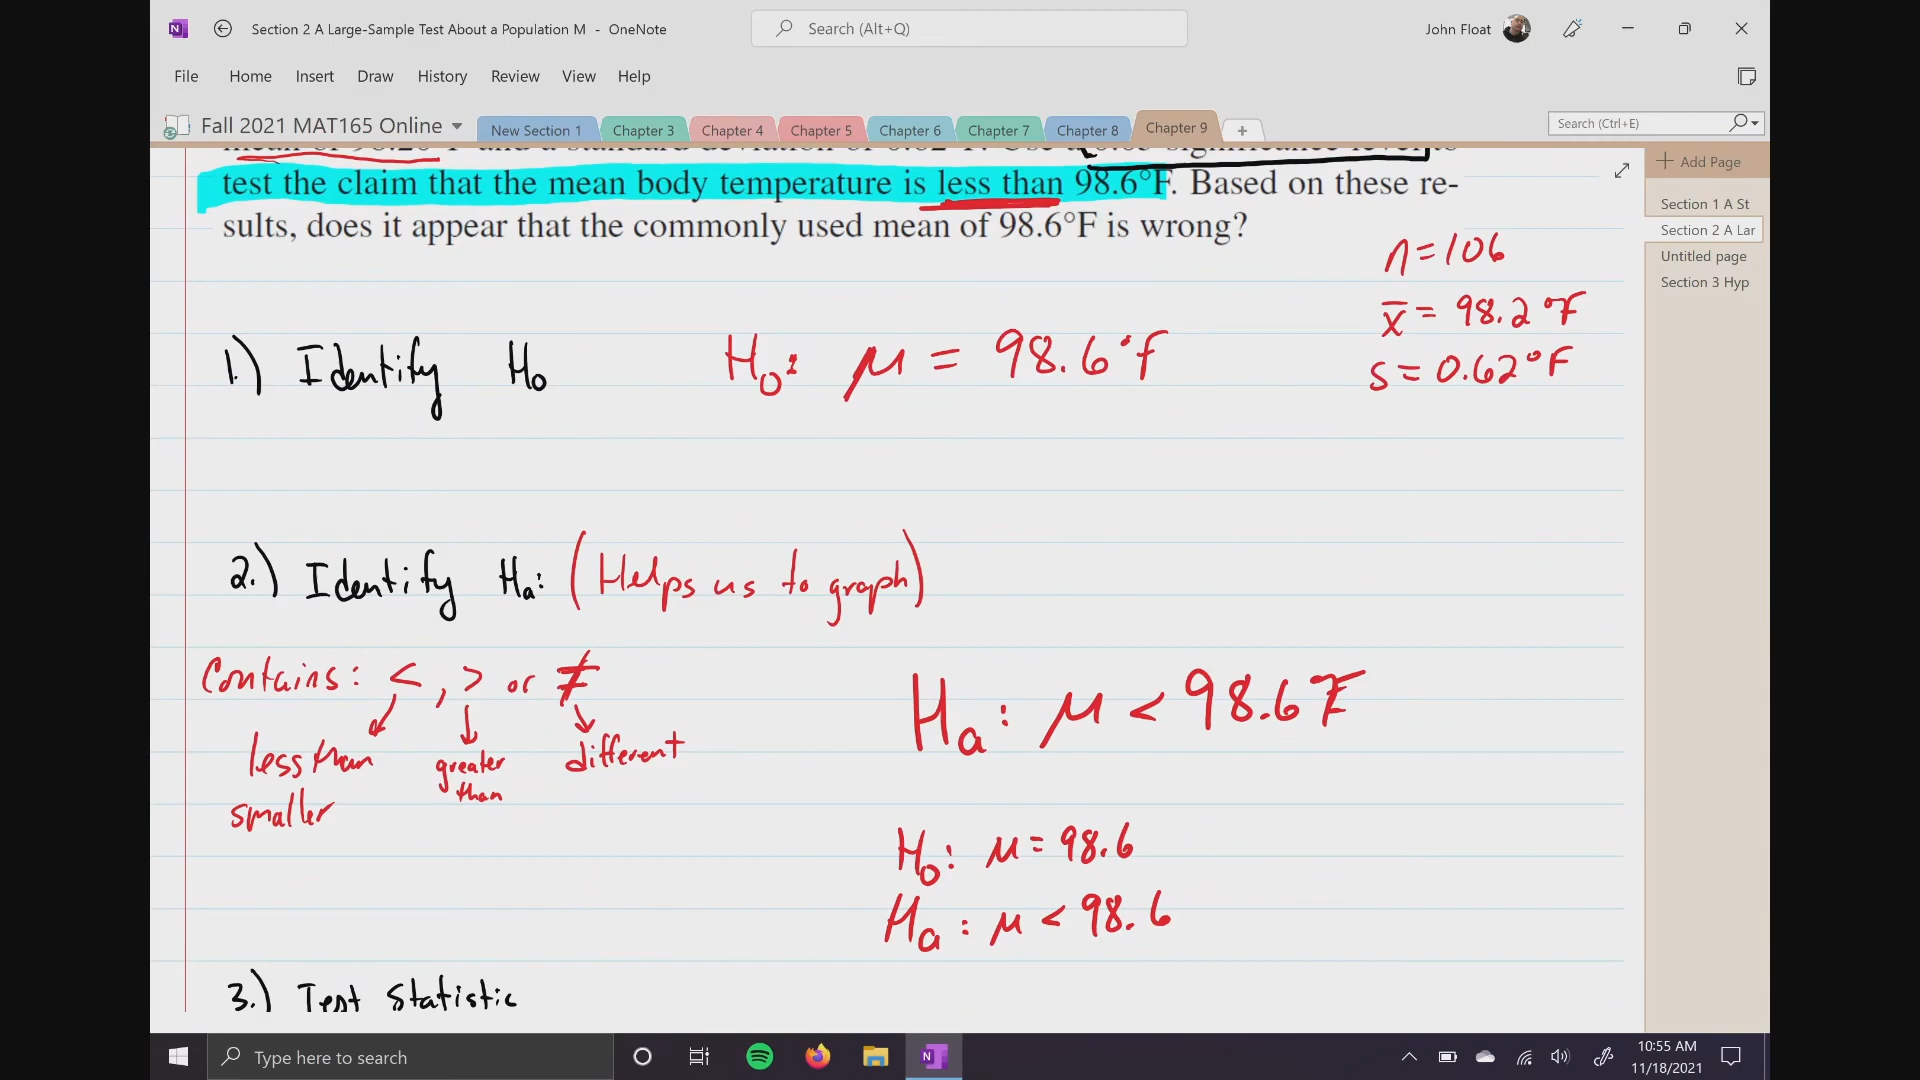 Section 2 A Large-Sample Test About a Population M - OneNote
Search (Alt+Q)
John Float
File Home Insert Draw History Review View Help
Fall 2021 MAT165 Online
New Section 1 Chapter 3 Chapter 4 Chapter 5 Chapter 6 Chapter 7 Chapter 8 Chapter 9 +
Search (Ctrl+E)
Add Page
Section 1 A St
Section 2 A Lar
Untitled page
Section 3 Hyp
test the claim that the mean body temperature is less than 98.6°F. Based on these re-
sults, does it appear that the commonly used mean of 98.6°F is wrong?
n=106
x̄ = 98.2°F
s = 0.62°F
1.) Identify H₀
H₀: μ = 98.6°F
2.) Identify Hₐ: (Helps us to graph)
Contains: <, > or ≠
less than
smaller
greater
than
different
Hₐ: μ < 98.6F
H₀: μ = 98.6
Hₐ: μ < 98.6
3.) Test Statistic
Type here to search
10:55 AM
11/18/2021